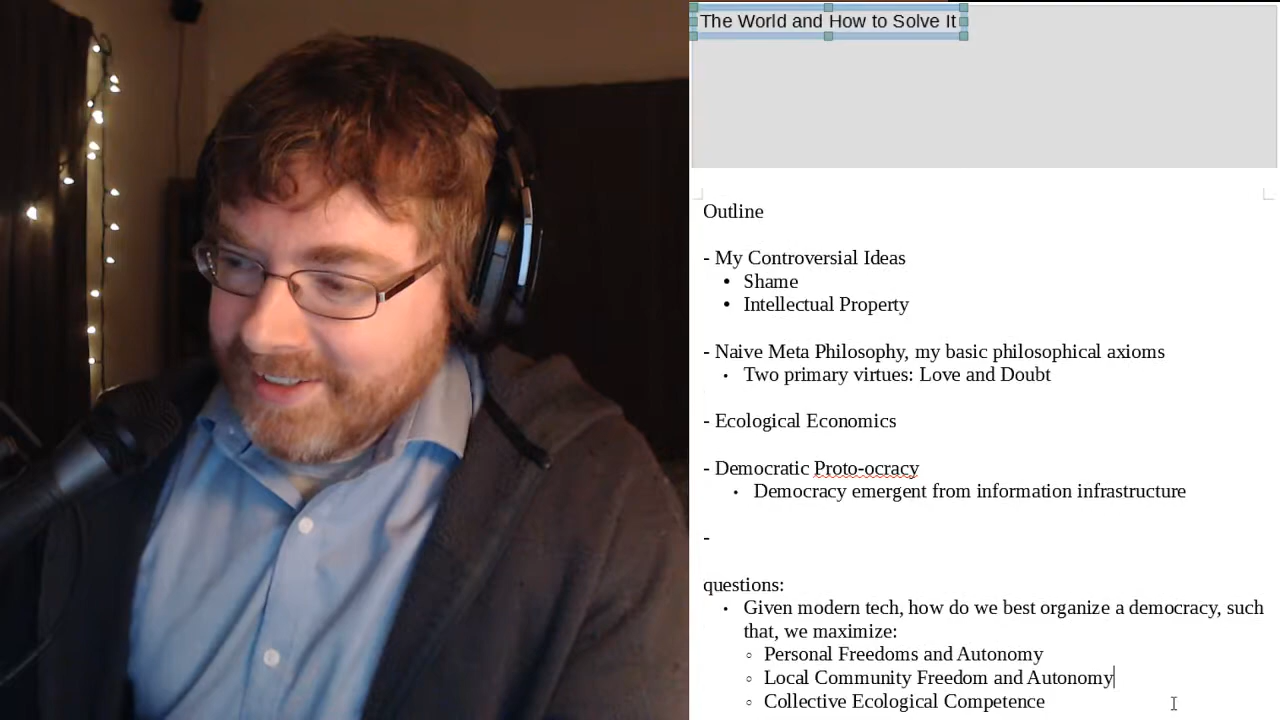 The World and How to Solve It
Outline
- My Controversial Ideas
• Shame
• Intellectual Property
- Naive Meta Philosophy, my basic philosophical axioms
• Two primary virtues: Love and Doubt
- Ecological Economics
- Democratic Proto-ocracy
• Democracy emergent from information infrastructure
-
questions:
• Given modern tech, how do we best organize a democracy, such
that, we maximize:
◦ Personal Freedoms and Autonomy
◦ Local Community Freedom and Autonomy
◦ Collective Ecological Competence